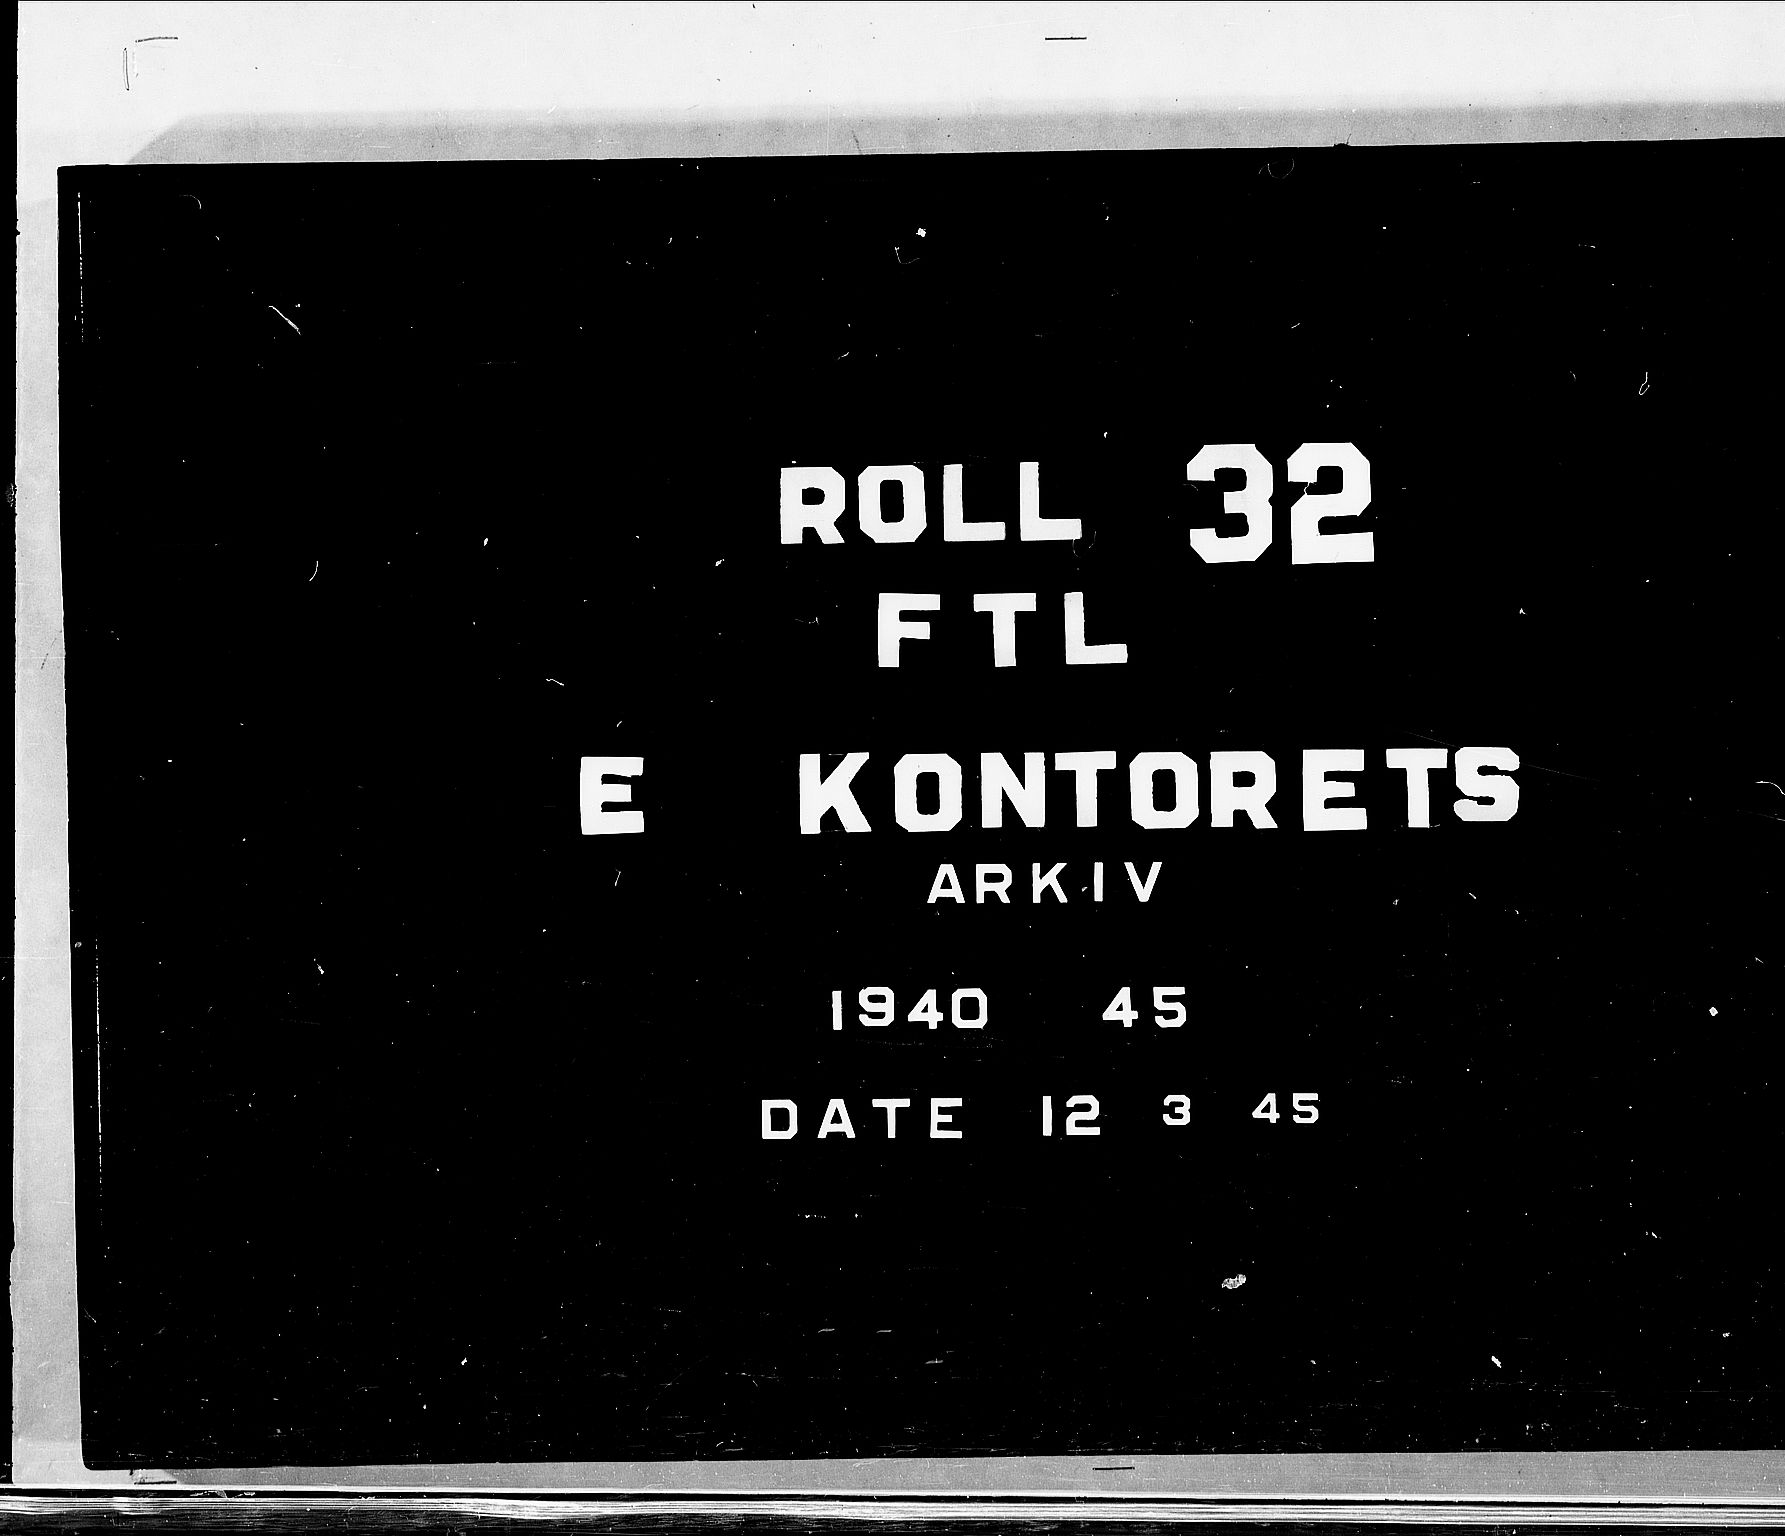 ROLL 32
FTL
E KONTORETS
ARKIV
1940 45
DATE 12 3 45